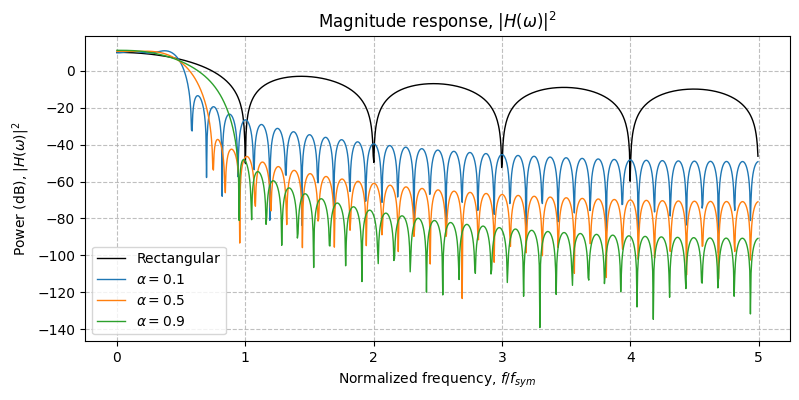 Magnitude response, |H(ω)|²
Power (dB), |H(ω)|²
0
−20
−40
−60
−80
−100
−120
−140
Rectangular
α = 0.1
α = 0.5
α = 0.9
0 1 2 3 4 5
Normalized frequency, f/f_sym